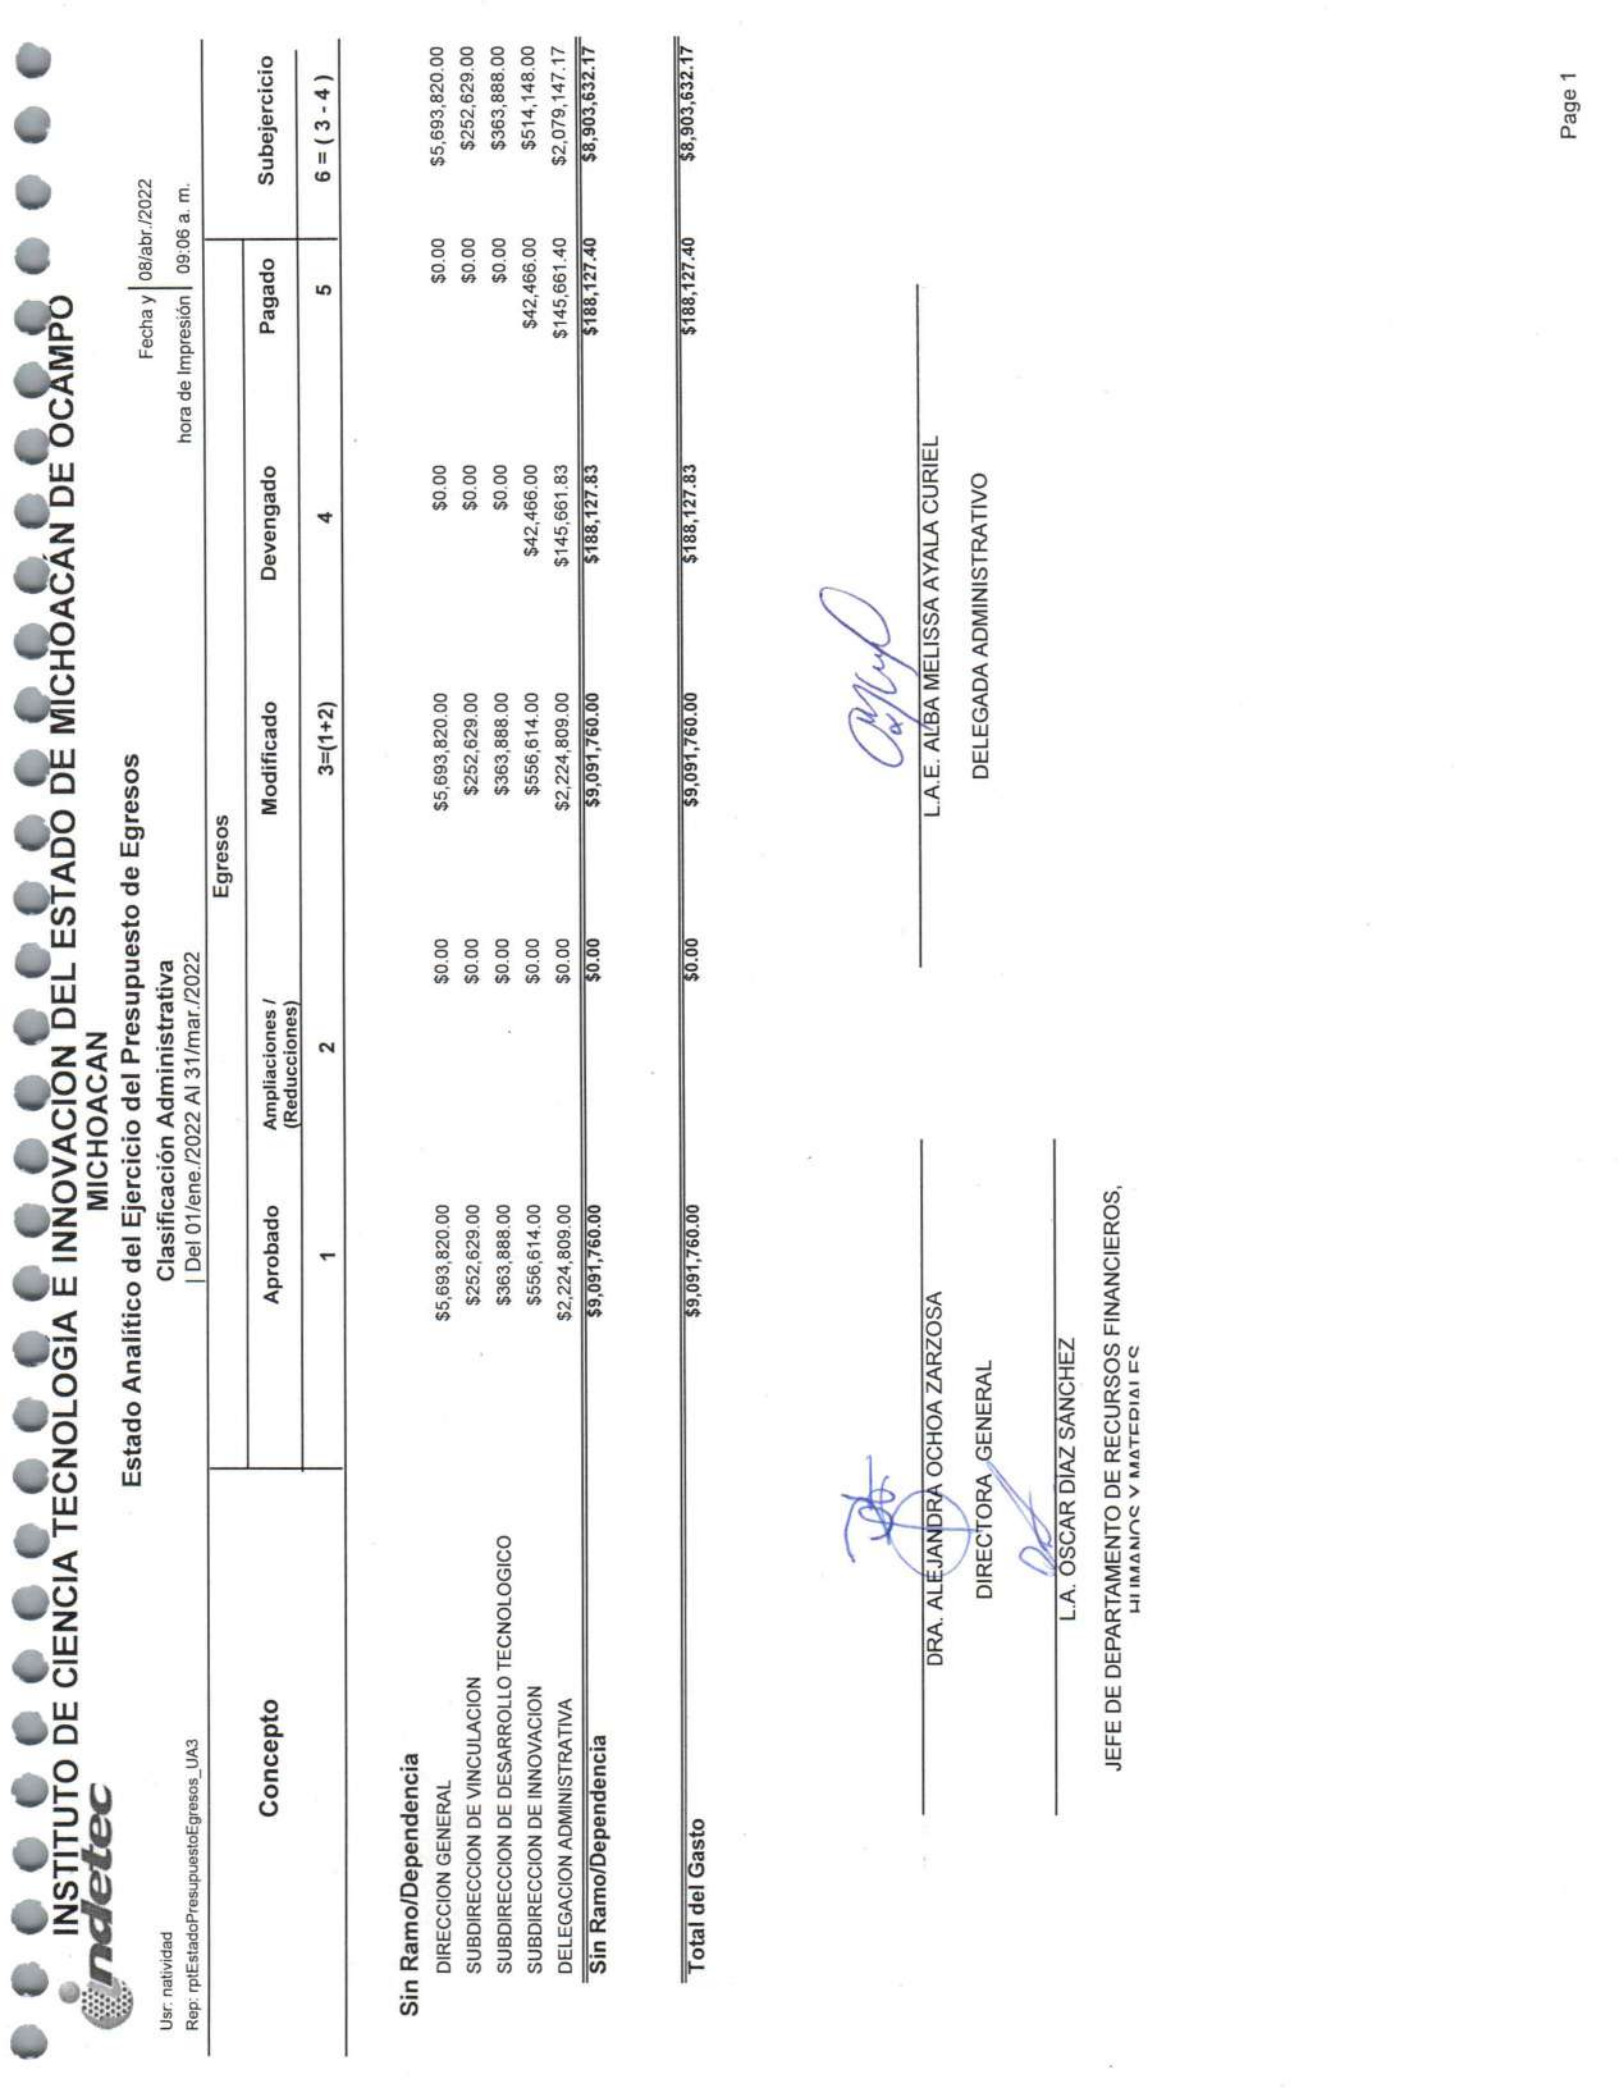 INSTITUTO DE CIENCIA TECNOLOGIA E INNOVACION DEL ESTADO DE MICHOACÁN DE OCAMPO
MICHOACAN
indetec
Estado Analítico del Ejercicio del Presupuesto de Egresos
Fecha y 08/abr./2022
Usr: natividad
Clasificación Administrativa
hora de Impresión 09:06 a. m.
Rep: rptEstadoPresupuestoEgresos_UA3
Del 01/ene./2022 Al 31/mar./2022
Egresos
Concepto Aprobado Ampliaciones / (Reducciones) Modificado Devengado Pagado Subejercicio
1 2 3=(1+2) 4 5 6 = ( 3 - 4 )
Sin Ramo/Dependencia
DIRECCION GENERAL $5,693,820.00 $0.00 $5,693,820.00 $0.00 $0.00 $5,693,820.00
SUBDIRECCION DE VINCULACION $252,629.00 $0.00 $252,629.00 $0.00 $0.00 $252,629.00
SUBDIRECCION DE DESARROLLO TECNOLOGICO $363,888.00 $0.00 $363,888.00 $0.00 $0.00 $363,888.00
SUBDIRECCION DE INNOVACION $556,614.00 $0.00 $556,614.00 $42,466.00 $42,466.00 $514,148.00
DELEGACION ADMINISTRATIVA $2,224,809.00 $0.00 $2,224,809.00 $145,661.83 $145,661.40 $2,079,147.17
Sin Ramo/Dependencia $9,091,760.00 $0.00 $9,091,760.00 $188,127.83 $188,127.40 $8,903,632.17
Total del Gasto $9,091,760.00 $0.00 $9,091,760.00 $188,127.83 $188,127.40 $8,903,632.17
DRA. ALEJANDRA OCHOA ZARZOSA
DIRECTORA GENERAL
L.A.E. ALBA MELISSA AYALA CURIEL
DELEGADA ADMINISTRATIVO
L.A. OSCAR DÍAZ SÁNCHEZ
JEFE DE DEPARTAMENTO DE RECURSOS FINANCIEROS,
HUMANOS Y MATERIALES
Page 1